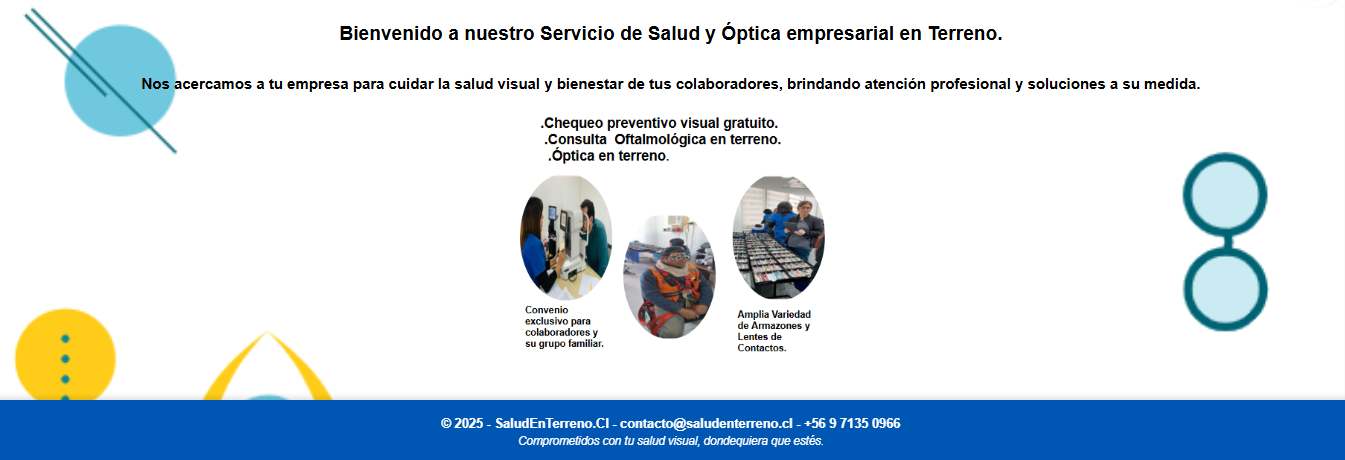 Bienvenido a nuestro Servicio de Salud y Óptica empresarial en Terreno.
Nos acercamos a tu empresa para cuidar la salud visual y bienestar de tus colaboradores, brindando atención profesional y soluciones a su medida.
.Chequeo preventivo visual gratuito.
.Consulta  Oftalmológica en terreno.
.Óptica en terreno.
Convenio
exclusivo para
colaboradores y
su grupo familiar.
Amplia Variedad
de Armazones y
Lentes de
Contactos.
© 2025 - SaludEnTerreno.Cl - contacto@saludenterreno.cl - +56 9 7135 0966
Comprometidos con tu salud visual, dondequiera que estés.